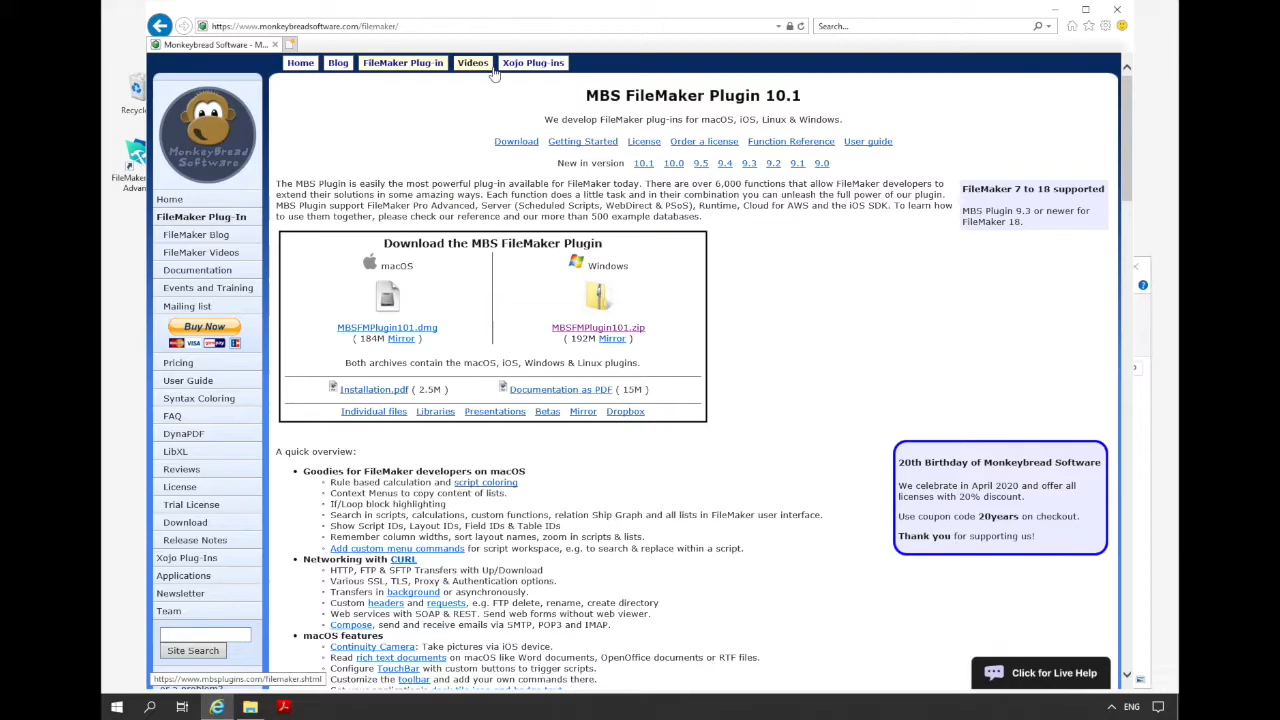 https://www.monkeybreadsoftware.com/filemaker/
Search...
Monkeybread Software - M...
Home
Blog
FileMaker Plug-in
Videos
Xojo Plug-ins
Recycle
FileMaker
Advan
MONKEYBREAD
SOFTWARE
Home
FileMaker Plug-In
FileMaker Blog
FileMaker Videos
Documentation
Events and Training
Mailing list
Buy Now
VISA
Pricing
User Guide
Syntax Coloring
FAQ
DynaPDF
LibXL
Reviews
License
Trial License
Download
Release Notes
Xojo Plug-Ins
Applications
Newsletter
Team
Site Search
https://www.mbsplugins.com/filemaker.shtml
MBS FileMaker Plugin 10.1
We develop FileMaker plug-ins for macOS, iOS, Linux & Windows.
Download Getting Started License Order a license Function Reference User guide
New in version 10.1 10.0 9.5 9.4 9.3 9.2 9.1 9.0
The MBS Plugin is easily the most powerful plug-in available for FileMaker today. There are over 6,000 functions that allow FileMaker developers to
extend their solutions in some amazing ways. Each function does a little task and in their combination you can unleash the full power of our plugin.
MBS Plugin support FileMaker Pro Advanced, Server (Scheduled Scripts, WebDirect & PSoS), Runtime, Cloud for AWS and the iOS SDK. To learn how
to use them together, please check our reference and our more than 500 example databases.
FileMaker 7 to 18 supported
MBS Plugin 9.3 or newer for
FileMaker 18.
Download the MBS FileMaker Plugin
macOS
Windows
MBSFMPlugin101.dmg
( 184M Mirror )
MBSFMPlugin101.zip
( 192M Mirror )
Both archives contain the macOS, iOS, Windows & Linux plugins.
Installation.pdf ( 2.5M )
Documentation as PDF ( 15M )
Individual files Libraries Presentations Betas Mirror Dropbox
A quick overview:
• Goodies for FileMaker developers on macOS
Rule based calculation and script coloring
Context Menus to copy content of lists.
If/Loop block highlighting
Search in scripts, calculations, custom functions, relation Ship Graph and all lists in FileMaker user interface.
Show Script IDs, Layout IDs, Field IDs & Table IDs
Remember column widths, sort layout names, zoom in scripts & lists.
Add custom menu commands for script workspace, e.g. to search & replace within a script.
• Networking with CURL
HTTP, FTP & SFTP Transfers with Up/Download
Various SSL, TLS, Proxy & Authentication options.
Transfers in background or asynchronously.
Custom headers and requests, e.g. FTP delete, rename, create directory
Web services with SOAP & REST. Send web forms without web viewer.
Compose, send and receive emails via SMTP, POP3 and IMAP.
• macOS features
Continuity Camera: Take pictures via iOS device.
Read rich text documents on macOS like Word documents, OpenOffice documents or RTF files.
Configure TouchBar with custom buttons to trigger scripts.
Customize the toolbar and add your own commands there.
20th Birthday of Monkeybread Software
We celebrate in April 2020 and offer all
licenses with 20% discount.
Use coupon code 20years on checkout.
Thank you for supporting us!
Click for Live Help
ENG